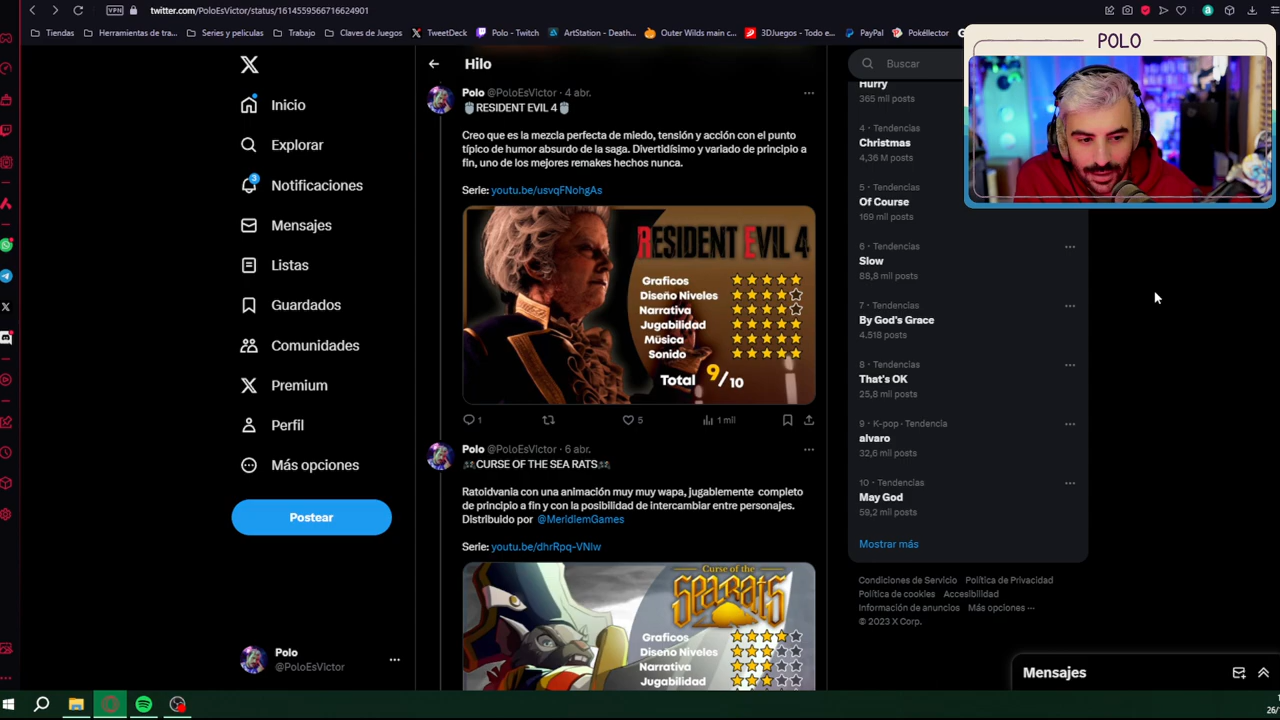 twitter.com/PoloEsVictor/status/1614559566716624901
VPN
Tiendas
Herramientas de tra...
Series y peliculas
Trabajo
Claves de Juegos
TweetDeck
Polo - Twitch
ArtStation - Death...
Outer Wilds main c...
3DJuegos - Todo e...
PayPal
Pokéllector
POLO
Inicio
Explorar
Notificaciones
3
Mensajes
Listas
Guardados
Comunidades
Premium
Perfil
Más opciones
Postear
Polo
@PoloEsVictor
Hilo
Polo @PoloEsVictor · 4 abr.
RESIDENT EVIL 4
Creo que es la mezcla perfecta de miedo, tensión y acción con el punto
típico de humor absurdo de la saga. Divertidísimo y variado de principio a
fin, uno de los mejores remakes hechos nunca.
Serie: youtu.be/usvqFNohgAs
RESIDENT EVIL 4
Graficos
Diseño Niveles
Narrativa
Jugabilidad
Música
Sonido
Total 9/10
1
5
1 mil
Polo @PoloEsVictor · 6 abr.
CURSE OF THE SEA RATS
Ratoidvania con una animación muy muy wapa, jugablemente completo
de principio a fin y con la posibilidad de intercambiar entre personajes.
Distribuido por @MeridiemGames
Serie: youtu.be/dhrRpq-VNlw
Curse of the
SEA RATS
Graficos
Diseño Niveles
Narrativa
Jugabilidad
Buscar
Hurry
365 mil posts
4 · Tendencias
Christmas
4,36 M posts
5 · Tendencias
Of Course
169 mil posts
6 · Tendencias
Slow
88,8 mil posts
7 · Tendencias
By God's Grace
4.518 posts
8 · Tendencias
That's OK
25,8 mil posts
9 · K-pop · Tendencia
alvaro
32,6 mil posts
10 · Tendencias
May God
59,2 mil posts
Mostrar más
Condiciones de Servicio Política de Privacidad
Política de cookies Accesibilidad
Información de anuncios Más opciones ···
© 2023 X Corp.
Mensajes